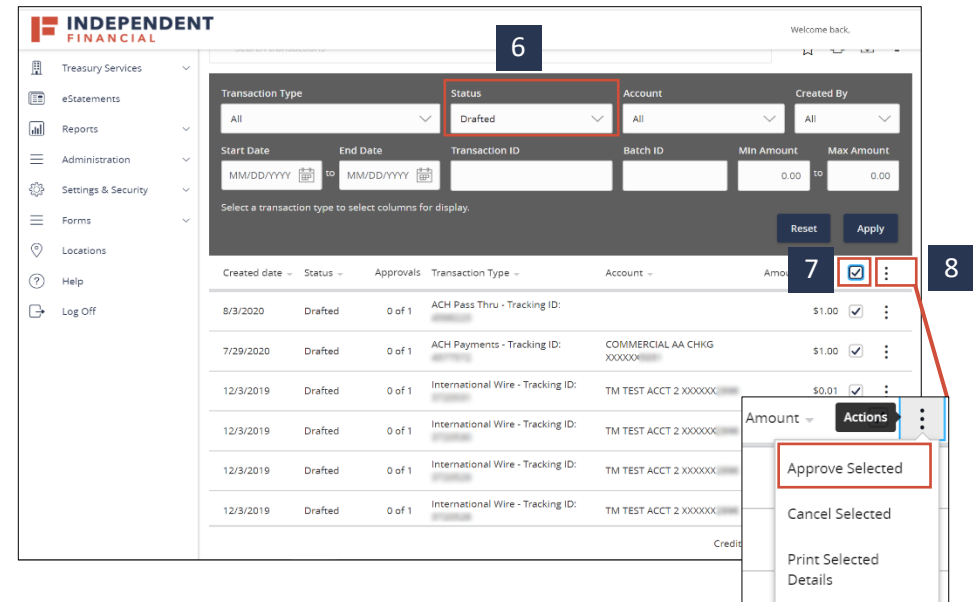 INDEPENDENT
FINANCIAL
Welcome back,
6
Treasury Services
eStatements
Reports
Administration
Settings & Security
Forms
Locations
Help
Log Off
Transaction Type Status Account Created By
All Drafted All All
Start Date End Date Transaction ID Batch ID Min Amount Max Amount
MM/DD/YYYY to MM/DD/YYYY 0.00 to 0.00
Select a transaction type to select columns for display.
Reset Apply
7
8
Created date Status Approvals Transaction Type Account
8/3/2020 Drafted 0 of 1 ACH Pass Thru - Tracking ID: $1.00
7/29/2020 Drafted 0 of 1 ACH Payments - Tracking ID: COMMERCIAL AA CHKG $1.00
XXXXXX
12/3/2019 Drafted 0 of 1 International Wire - Tracking ID: TM TEST ACCT 2 XXXXXX $0.01
12/3/2019 Drafted 0 of 1 International Wire - Tracking ID: TM TEST ACCT 2 XXXXXX
12/3/2019 Drafted 0 of 1 International Wire - Tracking ID: TM TEST ACCT 2 XXXXXX
12/3/2019 Drafted 0 of 1 International Wire - Tracking ID: TM TEST ACCT 2 XXXXXX
Credit
Amount Actions
Approve Selected
Cancel Selected
Print Selected
Details